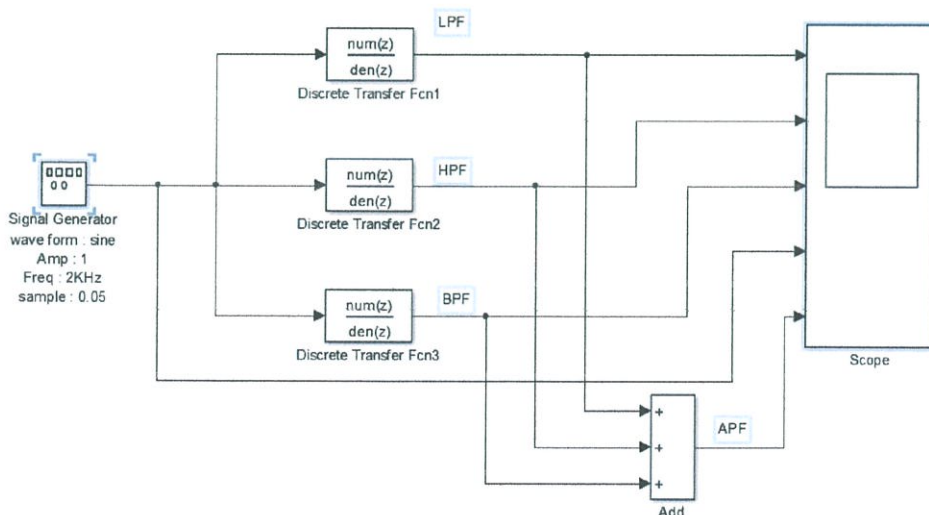 LPF
num(z)
den(z)
Discrete Transfer Fcn1
HPF
num(z)
den(z)
Discrete Transfer Fcn2
Signal Generator
wave form : sine
Amp : 1
Freq : 2KHz
sample : 0.05
BPF
num(z)
den(z)
Discrete Transfer Fcn3
Scope
+
+
+
APF
Add